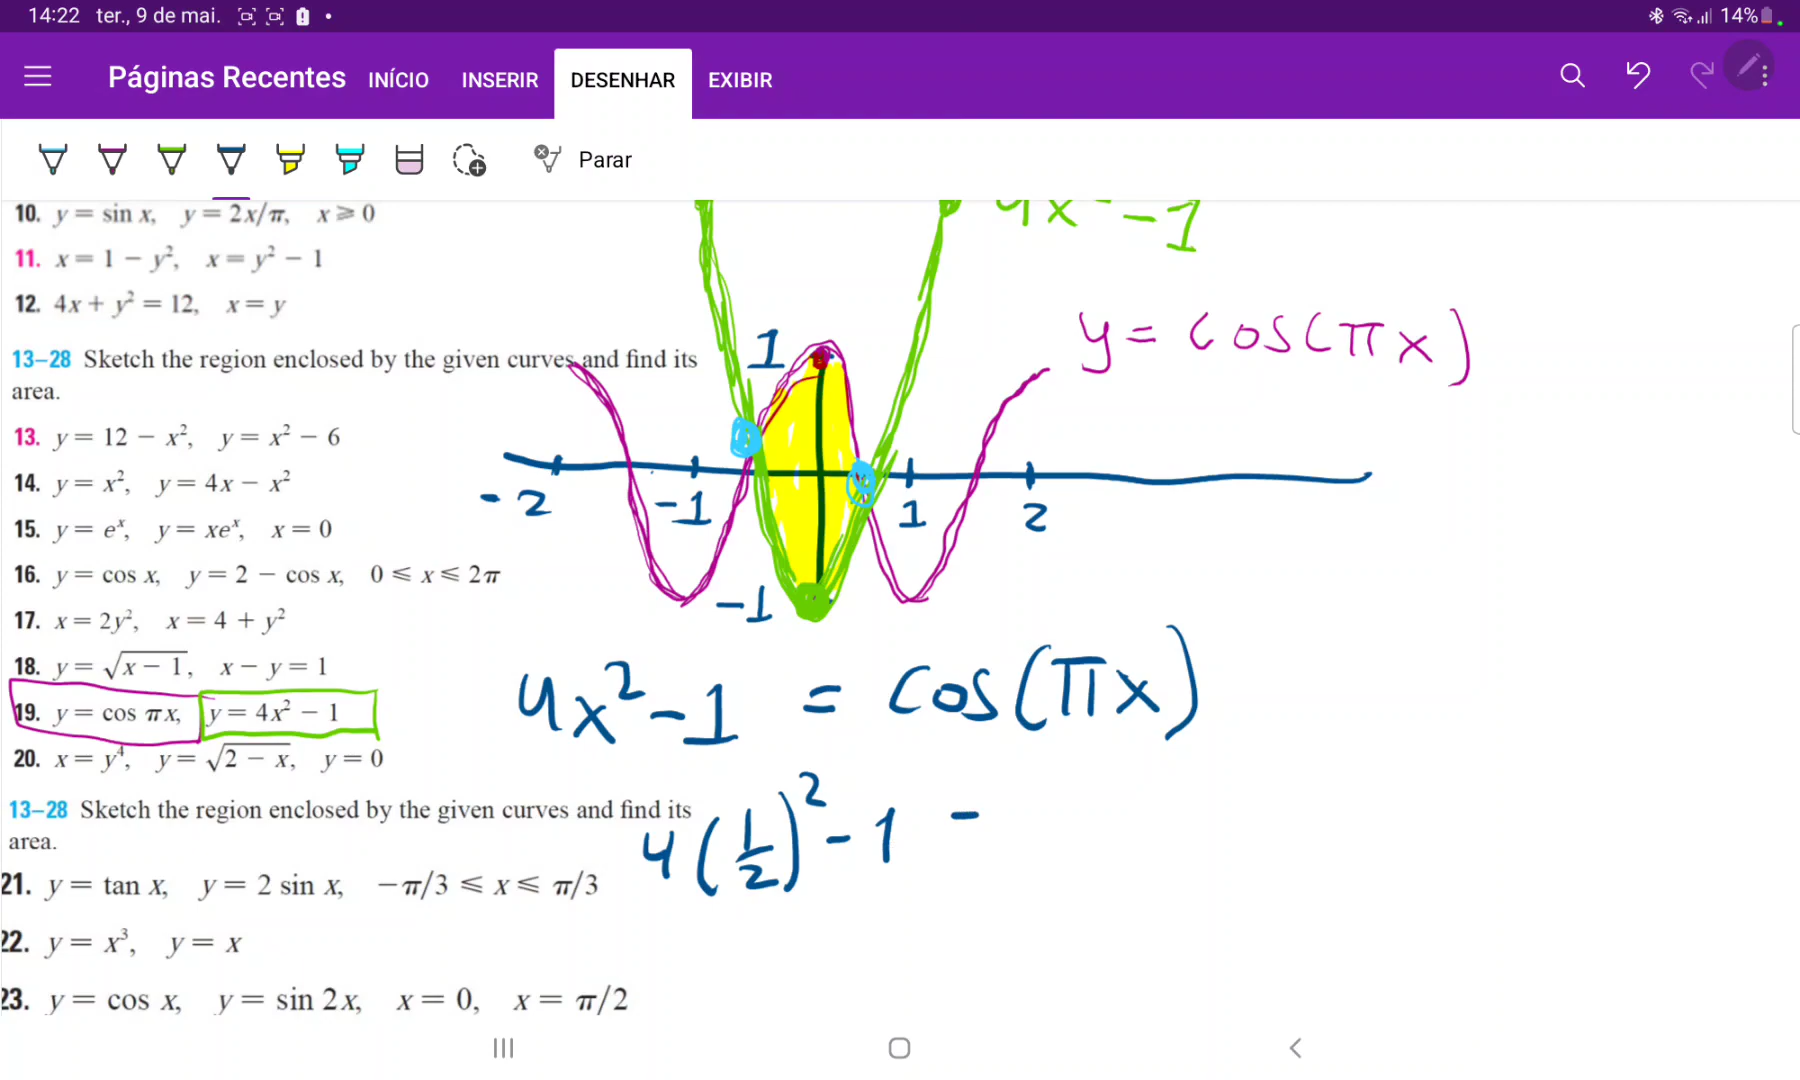 14:22 ter., 9 de mai. 14%
Páginas Recentes INÍCIO INSERIR DESENHAR EXIBIR
Parar
10. y = sin x, y = 2x/π, x ⩾ 0
11. x = 1 − y², x = y² − 1
12. 4x + y² = 12, x = y
13–28 Sketch the region enclosed by the given curves and find its
area.
13. y = 12 − x², y = x² − 6
14. y = x², y = 4x − x²
15. y = eˣ, y = xeˣ, x = 0
16. y = cos x, y = 2 − cos x, 0 ⩽ x ⩽ 2π
17. x = 2y², x = 4 + y²
18. y = √(x − 1), x − y = 1
19. y = cos πx, y = 4x² − 1
20. x = y⁴, y = √(2 − x), y = 0
13–28 Sketch the region enclosed by the given curves and find its
area.
21. y = tan x, y = 2 sin x, −π/3 ⩽ x ⩽ π/3
22. y = x³, y = x
23. y = cos x, y = sin 2x, x = 0, x = π/2
4x² − 1
y = cos(πx)
1
-2 -1 1 2
-1
4x² − 1 = cos(πx)
4(1/2)² − 1 −